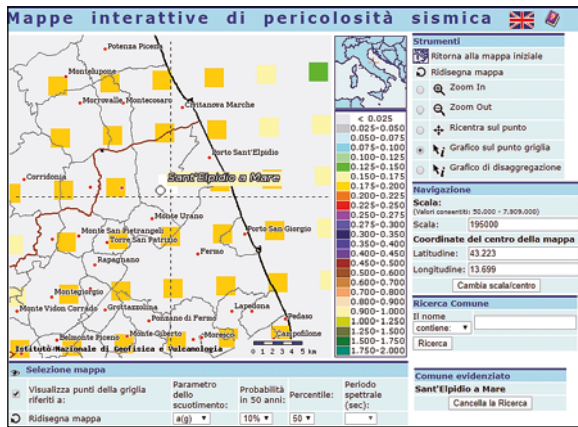 Mappe interattive di pericolosità sismica
Potenza Picena
Montelupone
Morrovalle
Montecosaro
Civitanova Marche
Corridonia
Porto Sant'Elpidio
Sant'Elpidio a Mare
Monte Urano
Monte San Pietrangeli
Torre San Patrizio
Porto San Giorgio
Fermo
Rapagnano
Montegiorgio
Monte Vidon Corrado
Grottazzolina
Lapedona
Ponzano di Fermo
Pedaso
Belmonte Piceno
Monte Giberto
Moresco
Campofilone
Istituto Nazionale di Geofisica e Vulcanologia
0 1 2 3 4 5 km
< 0.025
0.025-0.050
0.050-0.075
0.075-0.100
0.100-0.125
0.125-0.150
0.150-0.175
0.175-0.200
0.200-0.225
0.225-0.250
0.250-0.275
0.275-0.300
0.300-0.350
0.350-0.400
0.400-0.450
0.450-0.500
0.500-0.600
0.600-0.700
0.700-0.800
0.800-0.900
0.900-1.000
1.000-1.250
1.250-1.500
1.500-1.750
1.750-2.000
Strumenti
Ritorna alla mappa iniziale
Ridisegna mappa
Zoom In
Zoom Out
Ricentra sul punto
Grafico sul punto griglia
Grafico di disaggregazione
Navigazione
Scala:
(Valori consentiti: 50.000 - 7.909.000)
Scala: 195000
Coordinate del centro della mappa
Latitudine: 43.223
Longitudine: 13.699
Cambia scala/centro
Ricerca Comune
Il nome
contiene:
Ricerca
Comune evidenziato
Sant'Elpidio a Mare
Cancella la Ricerca
Selezione mappa
Visualizza punti della griglia riferiti a:
Parametro dello scuotimento:
Probabilità in 50 anni:
Percentile:
Periodo spettrale (sec):
Ridisegna mappa
a(g) 10% 50